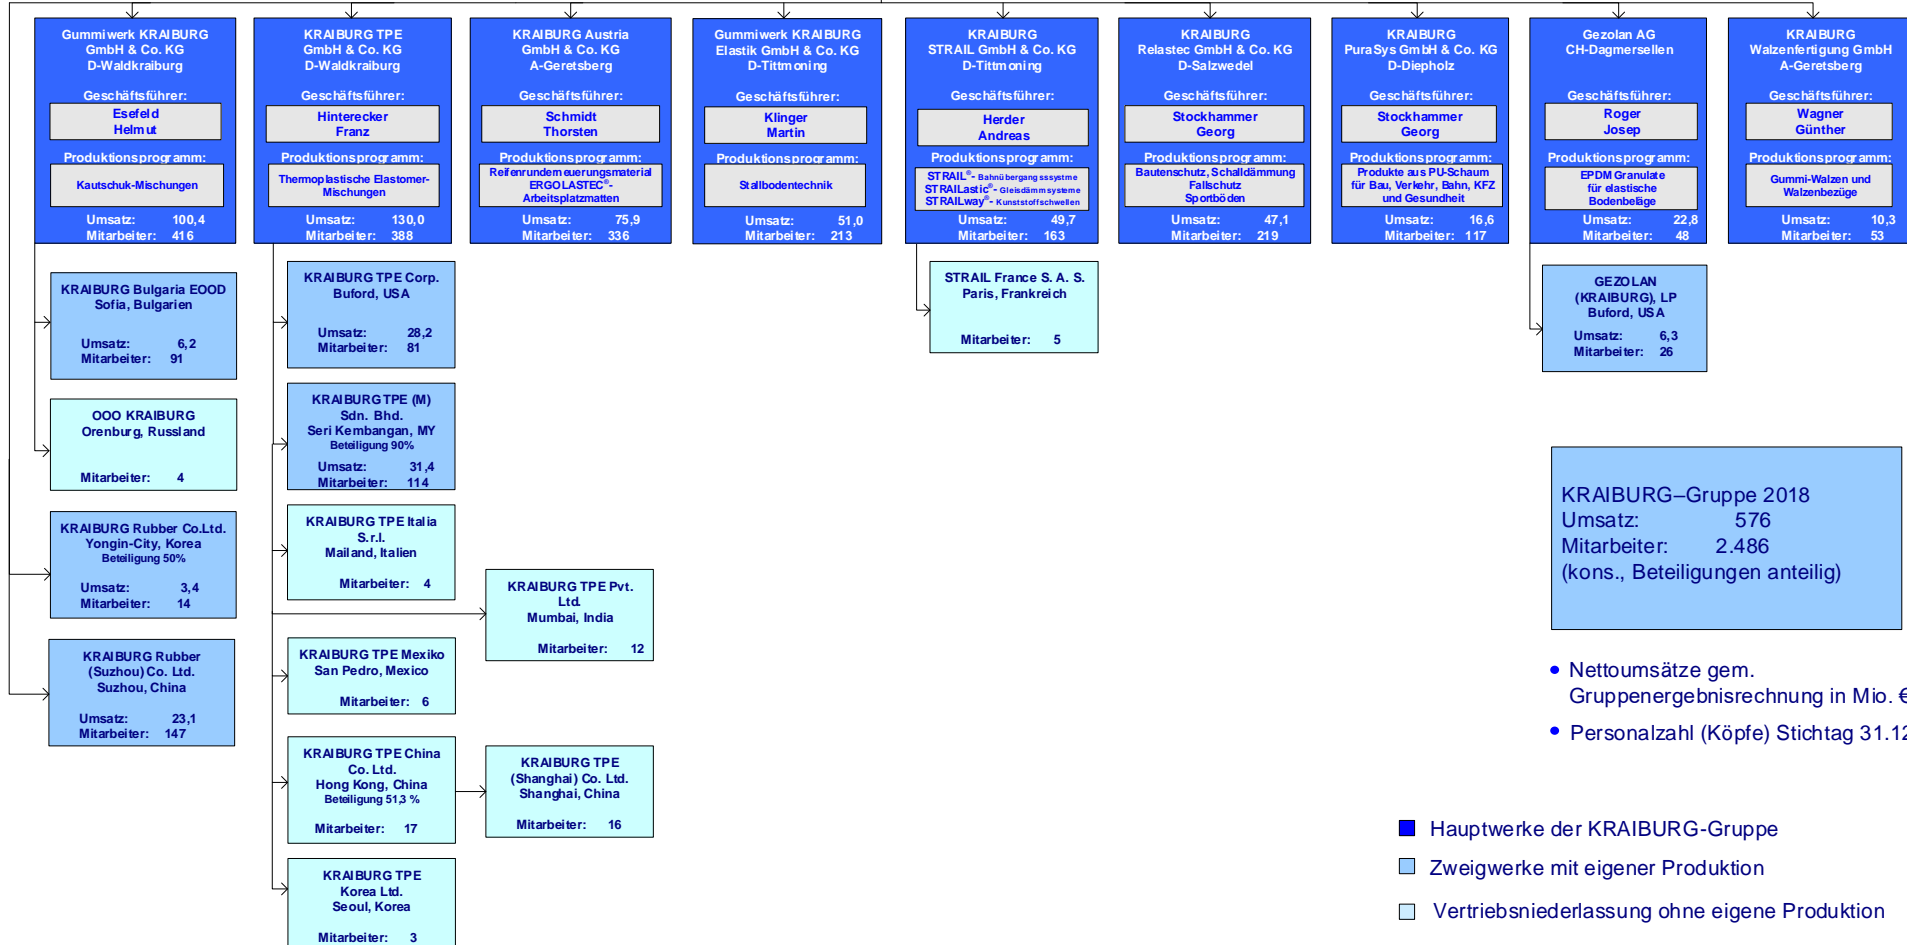 Gummiwerk KRAIBURG
GmbH & Co. KG
D-Waldkraiburg
Geschäftsführer:
Esefeld
Helmut
Produktionsprogramm:
Kautschuk-Mischungen
Umsatz: 100,4
Mitarbeiter: 416
KRAIBURG TPE
GmbH & Co. KG
D-Waldkraiburg
Geschäftsführer:
Hinterecker
Franz
Produktionsprogramm:
Thermoplastische Elastomer-
Mischungen
Umsatz: 130,0
Mitarbeiter: 388
KRAIBURG Austria
GmbH & Co. KG
A-Geretsberg
Geschäftsführer:
Schmidt
Thorsten
Produktionsprogramm:
Reifenrunderneuerungsmaterial
ERGOLASTEC®-
Arbeitsplatzmatten
Umsatz: 75,9
Mitarbeiter: 336
Gummiwerk KRAIBURG
Elastik GmbH & Co. KG
D-Tittmoning
Geschäftsführer:
Klinger
Martin
Produktionsprogramm:
Stallbodentechnik
Umsatz: 51,0
Mitarbeiter: 213
KRAIBURG
STRAIL GmbH & Co. KG
D-Tittmoning
Geschäftsführer:
Herder
Andreas
Produktionsprogramm:
STRAIL®- Bahnübergangsssystme
STRAILastic®- Gleisdämmsysteme
STRAILway®- Kunststoffschwellen
Umsatz: 49,7
Mitarbeiter: 163
KRAIBURG
Relastec GmbH & Co. KG
D-Salzwedel
Geschäftsführer:
Stockhammer
Georg
Produktionsprogramm:
Bautenschutz, Schalldämmung
Fallschutz
Sportböden
Umsatz: 47,1
Mitarbeiter: 219
KRAIBURG
PuraSys GmbH & Co. KG
D-Diepholz
Geschäftsführer:
Stockhammer
Georg
Produktionsprogramm:
Produkte aus PU-Schaum
für Bau, Verkehr, Bahn, KFZ
und Gesundheit
Umsatz: 16,6
Mitarbeiter: 117
Gezolan AG
CH-Dagmersellen
Geschäftsführer:
Roger
Josep
Produktionsprogramm:
EPDM Granulate
für elastische
Bodenbeläge
Umsatz: 22,8
Mitarbeiter: 48
KRAIBURG
Walzenfertigung GmbH
A-Geretsberg
Geschäftsführer:
Wagner
Günther
Produktionsprogramm:
Gummi-Walzen und
Walzenbezüge
Umsatz: 10,3
Mitarbeiter: 53
KRAIBURG Bulgaria EOOD
Sofia, Bulgarien
Umsatz: 6,2
Mitarbeiter: 91
OOO KRAIBURG
Orenburg, Russland
Mitarbeiter: 4
KRAIBURG Rubber Co.Ltd.
Yongin-City, Korea
Beteiligung 50%
Umsatz: 3,4
Mitarbeiter: 14
KRAIBURG Rubber
(Suzhou) Co. Ltd.
Suzhou, China
Umsatz: 23,1
Mitarbeiter: 147
KRAIBURG TPE Corp.
Buford, USA
Umsatz: 28,2
Mitarbeiter: 81
KRAIBURG TPE (M)
Sdn. Bhd.
Seri Kembangan, MY
Beteiligung 90%
Umsatz: 31,4
Mitarbeiter: 114
KRAIBURG TPE Italia
S.r.l.
Mailand, Italien
Mitarbeiter: 4
KRAIBURG TPE Pvt.
Ltd.
Mumbai, India
Mitarbeiter: 12
KRAIBURG TPE Mexiko
San Pedro, Mexico
Mitarbeiter: 6
KRAIBURG TPE China
Co. Ltd.
Hong Kong, China
Beteiligung 51,3 %
Mitarbeiter: 17
KRAIBURG TPE
(Shanghai) Co. Ltd.
Shanghai, China
Mitarbeiter: 16
KRAIBURG TPE
Korea Ltd.
Seoul, Korea
Mitarbeiter: 3
STRAIL France S. A. S.
Paris, Frankreich
Mitarbeiter: 5
GEZOLAN
(KRAIBURG), LP
Buford, USA
Umsatz: 6,3
Mitarbeiter: 26
KRAIBURG–Gruppe 2018
Umsatz: 576
Mitarbeiter: 2.486
(kons., Beteiligungen anteilig)
• Nettoumsätze gem.
Gruppenergebnisrechnung in Mio. €
• Personalzahl (Köpfe) Stichtag 31.12
Hauptwerke der KRAIBURG-Gruppe
Zweigwerke mit eigener Produktion
Vertriebsniederlassung ohne eigene Produktion